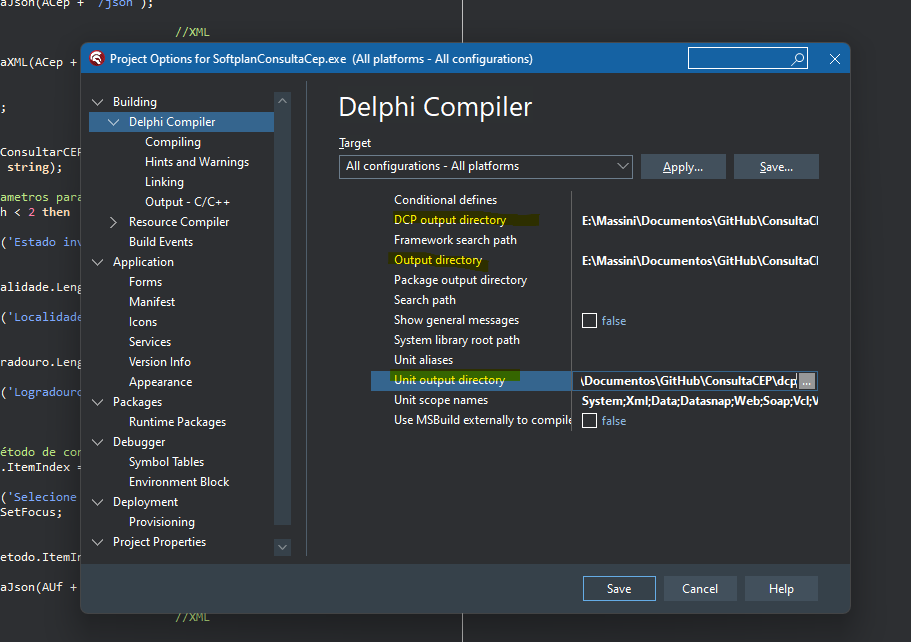 aJson(ACep + '/json');
//XML
aXML(ACep +
Project Options for SoftplanConsultaCep.exe (All platforms - All configurations)
;
ConsultarCEP
string);
ametros para
h < 2 then
('Estado inv
alidade.Leng
('Localidade
radouro.Leng
('Logradouro
étodo de con
.ItemIndex =
('Selecione
SetFocus;
etodo.ItemIn
aJson(AUf +
//XML
Building
Delphi Compiler
Compiling
Hints and Warnings
Linking
Output - C/C++
Resource Compiler
Build Events
Application
Forms
Manifest
Icons
Services
Version Info
Appearance
Packages
Runtime Packages
Debugger
Symbol Tables
Environment Block
Deployment
Provisioning
Project Properties
Delphi Compiler
Target
All configurations - All platforms
Apply...
Save...
Conditional defines
DCP output directory E:\Massini\Documentos\GitHub\ConsultaCE
Framework search path
Output directory E:\Massini\Documentos\GitHub\ConsultaCE
Package output directory
Search path
Show general messages false
System library root path
Unit aliases
Unit output directory \Documentos\GitHub\ConsultaCEP\dcp ...
Unit scope names System;Xml;Data;Datasnap;Web;Soap;Vcl;V
Use MSBuild externally to compile false
Save
Cancel
Help